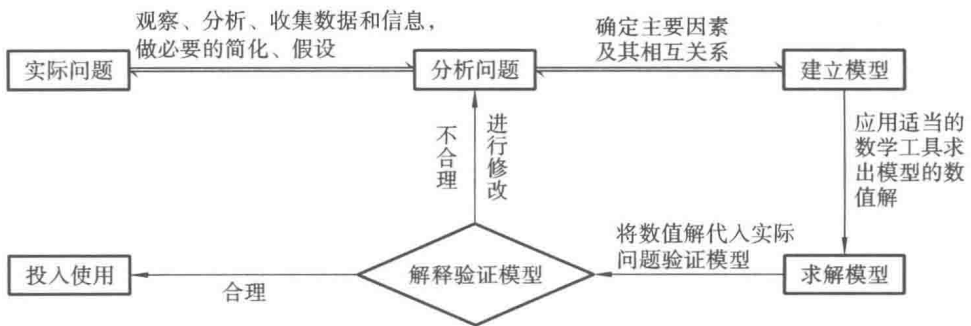 观察、分析、收集数据和信息，
做必要的简化、假设
确定主要因素
及其相互关系
实际问题
分析问题
建立模型
不合理
进行修改
应用适当的
数学工具求
出模型的数
值解
将数值解代入实际
问题验证模型
投入使用
合理
解释验证模型
求解模型